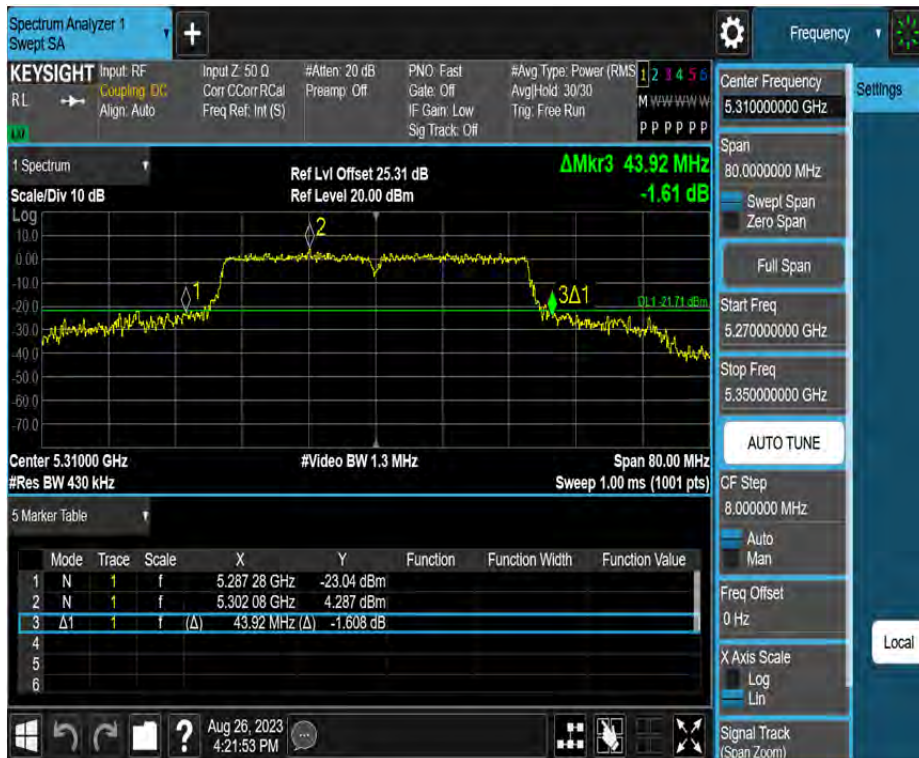 Spectrum Analyzer 1
Swept SA
+
Frequency
KEYSIGHT Input: RF Input Z: 50 Ω #Atten: 20 dB PNO: Fast #Avg Type: Power (RMS 1 2 3 4 5 6
RL Coupling: DC Corr CCorr RCal Preamp: Off Gate: Off Avg|Hold: 30/30 M W W W W W
Align: Auto Freq Ref: Int (S) IF Gain: Low Trig: Free Run
Sig Track: Off P P P P P P
LXI
1 Spectrum
Ref Lvl Offset 25.31 dB ΔMkr3 43.92 MHz
Scale/Div 10 dB Ref Level 20.00 dBm -1.61 dB
Log
10.0
0.00
-10.0
-20.0
-30.0
-40.0
-50.0
-60.0
-70.0
2
1
3Δ1
DL1 -21.71 dBm
Center 5.31000 GHz #Video BW 1.3 MHz Span 80.00 MHz
#Res BW 430 kHz Sweep 1.00 ms (1001 pts)
5 Marker Table
Mode Trace Scale X Y Function Function Width Function Value
1 N 1 f 5.287 28 GHz -23.04 dBm
2 N 1 f 5.302 08 GHz 4.287 dBm
3 Δ1 1 f (Δ) 43.92 MHz (Δ) -1.608 dB
4
5
6
?
Aug 26, 2023
4:21:53 PM
Center Frequency
5.310000000 GHz
Settings
Span
80.0000000 MHz
Swept Span
Zero Span
Full Span
Start Freq
5.270000000 GHz
Stop Freq
5.350000000 GHz
AUTO TUNE
CF Step
8.000000 MHz
Auto
Man
Freq Offset
0 Hz
Local
X Axis Scale
Log
Lin
Signal Track
(Span Zoom)